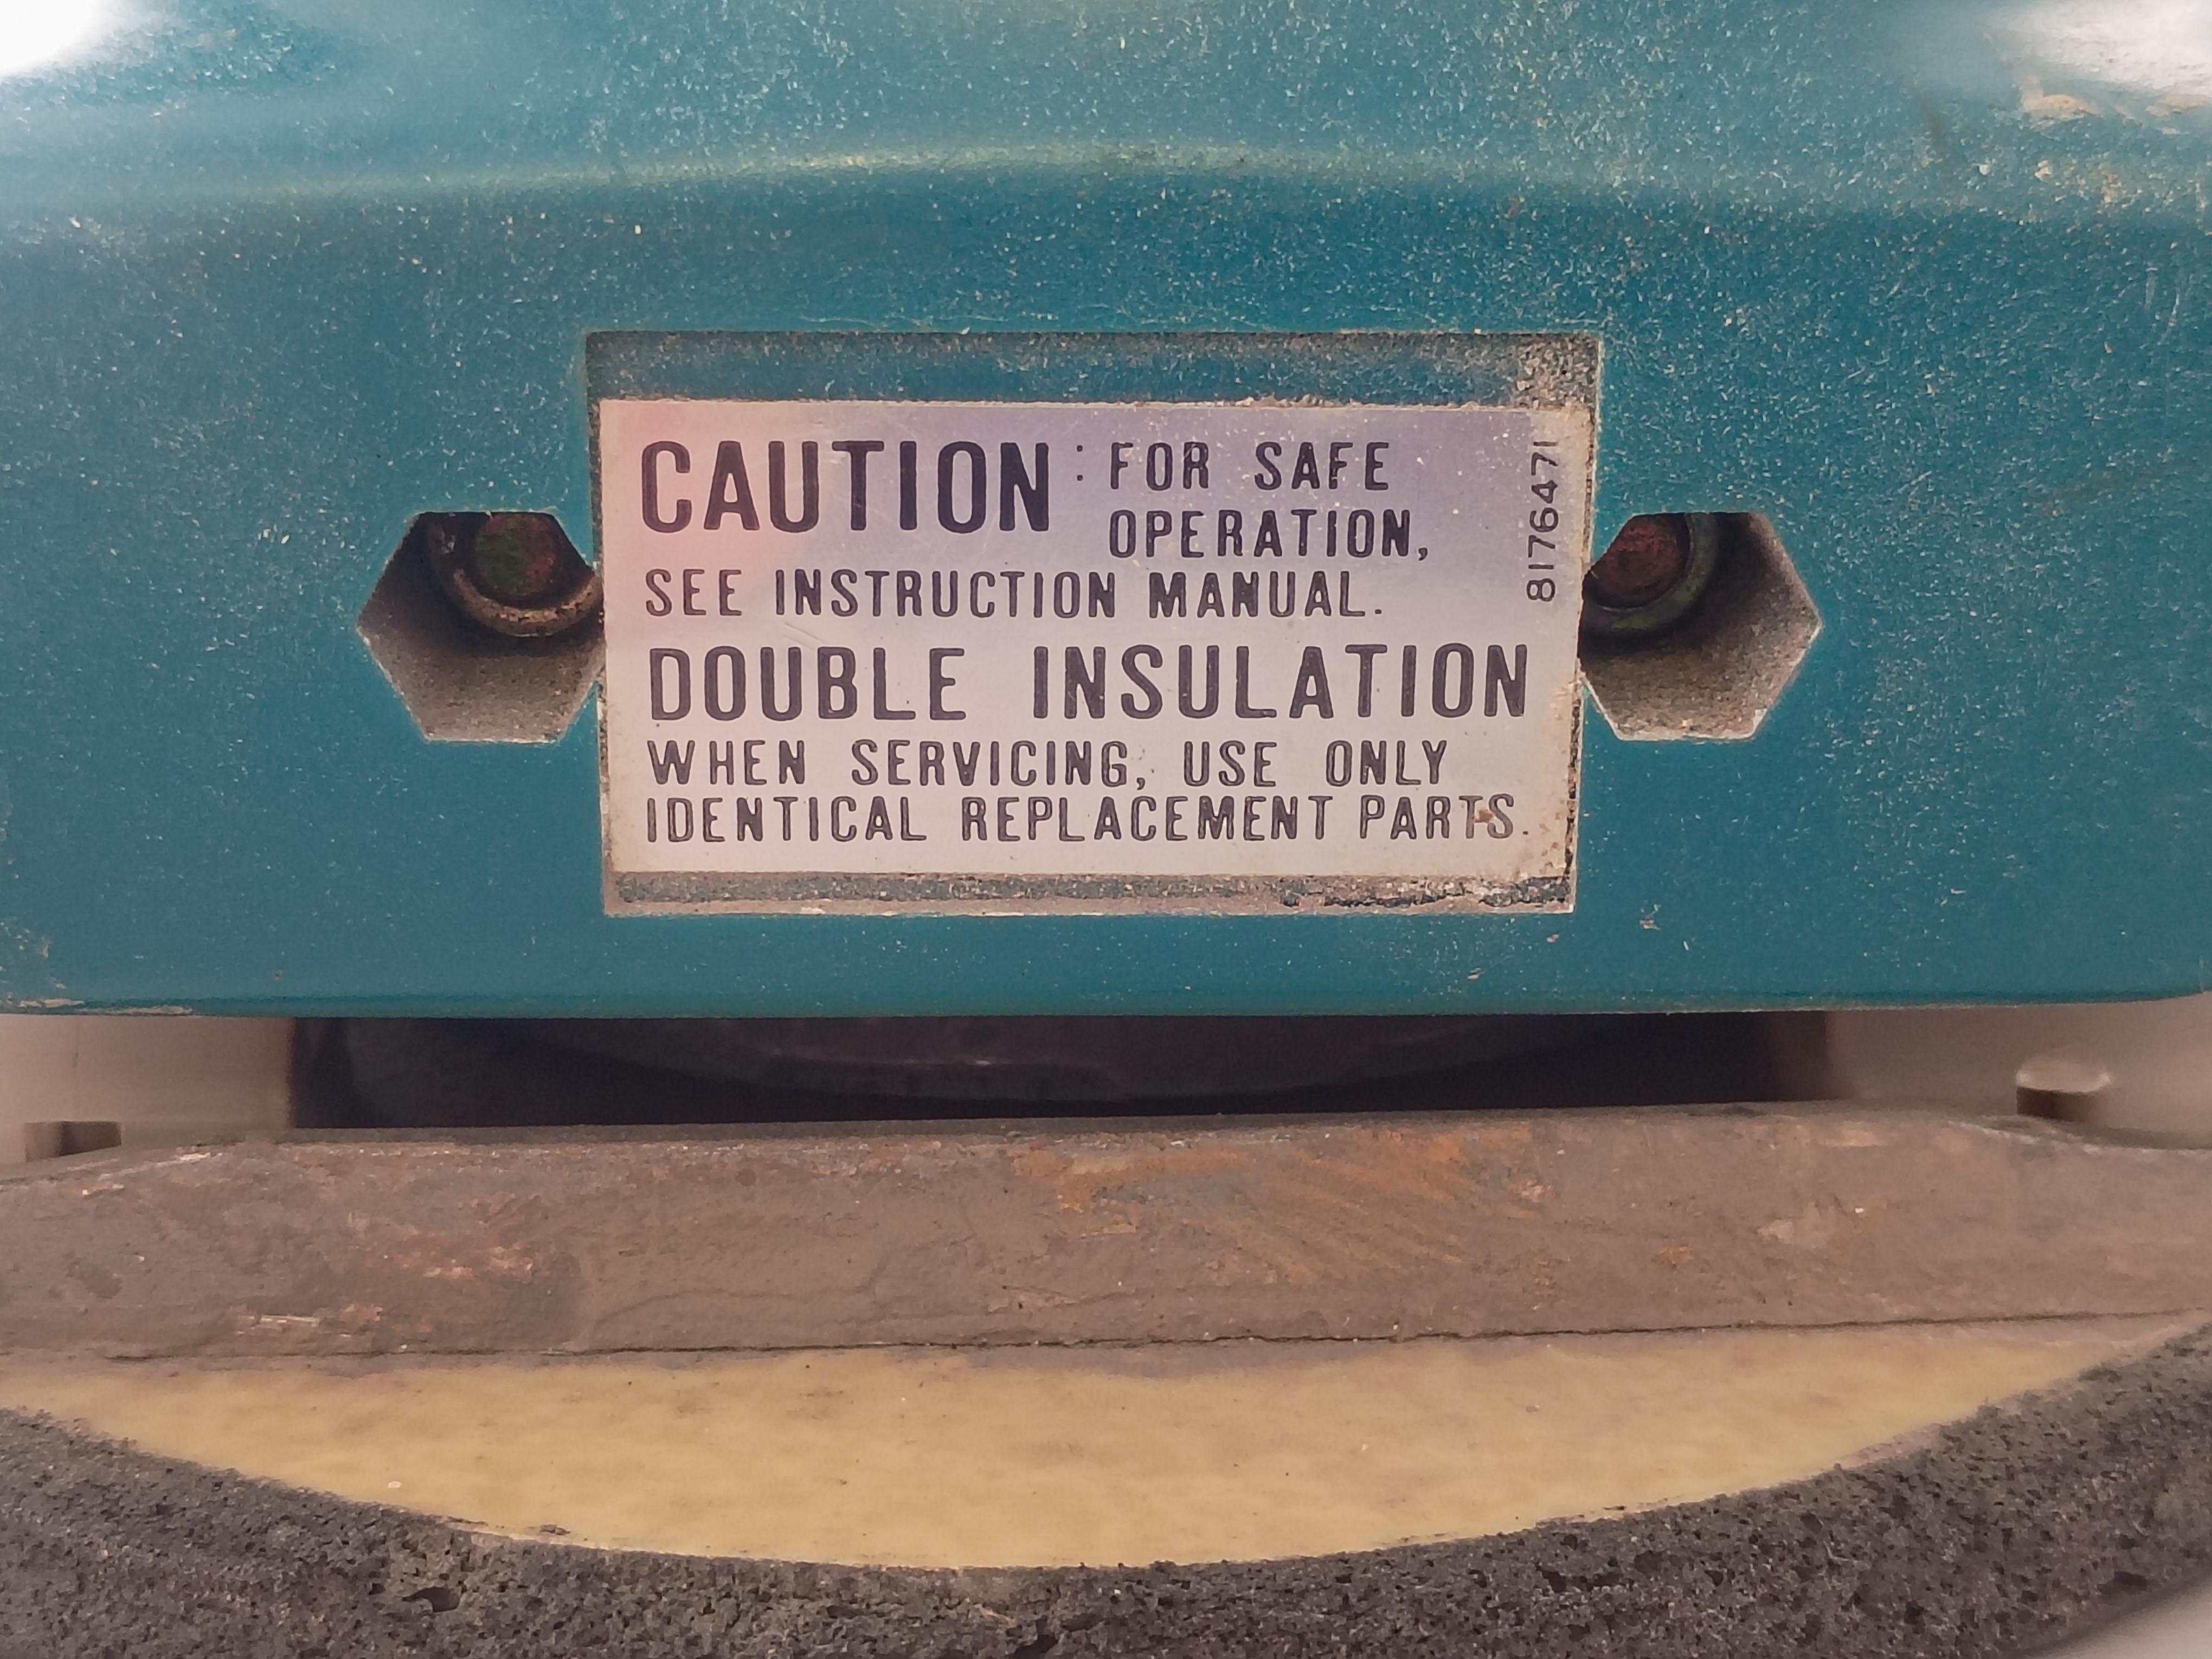 CAUTION: FOR SAFE
OPERATION,
SEE INSTRUCTION MANUAL.
DOUBLE INSULATION
WHEN SERVICING, USE ONLY
IDENTICAL REPLACEMENT PARTS.
8176471